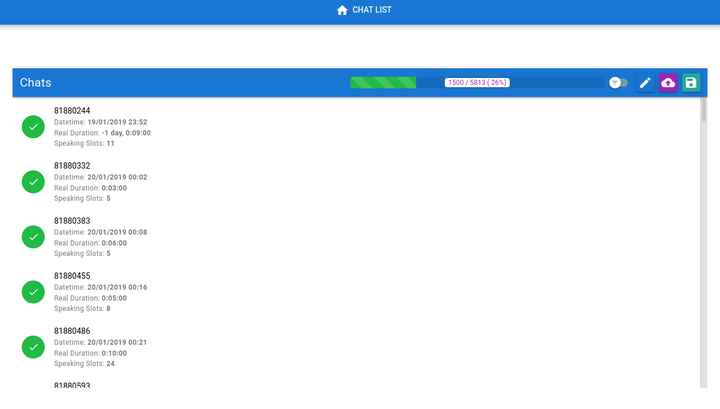 CHAT LIST
Chats
1500 / 5813 ( 26%)
81880244
Datetime: 19/01/2019 23:52
Real Duration: -1 day, 0:09:00
Speaking Slots: 11
81880332
Datetime: 20/01/2019 00:02
Real Duration: 0:03:00
Speaking Slots: 5
81880383
Datetime: 20/01/2019 00:08
Real Duration: 0:06:00
Speaking Slots: 5
81880455
Datetime: 20/01/2019 00:16
Real Duration: 0:05:00
Speaking Slots: 8
81880486
Datetime: 20/01/2019 00:21
Real Duration: 0:10:00
Speaking Slots: 24
81880593